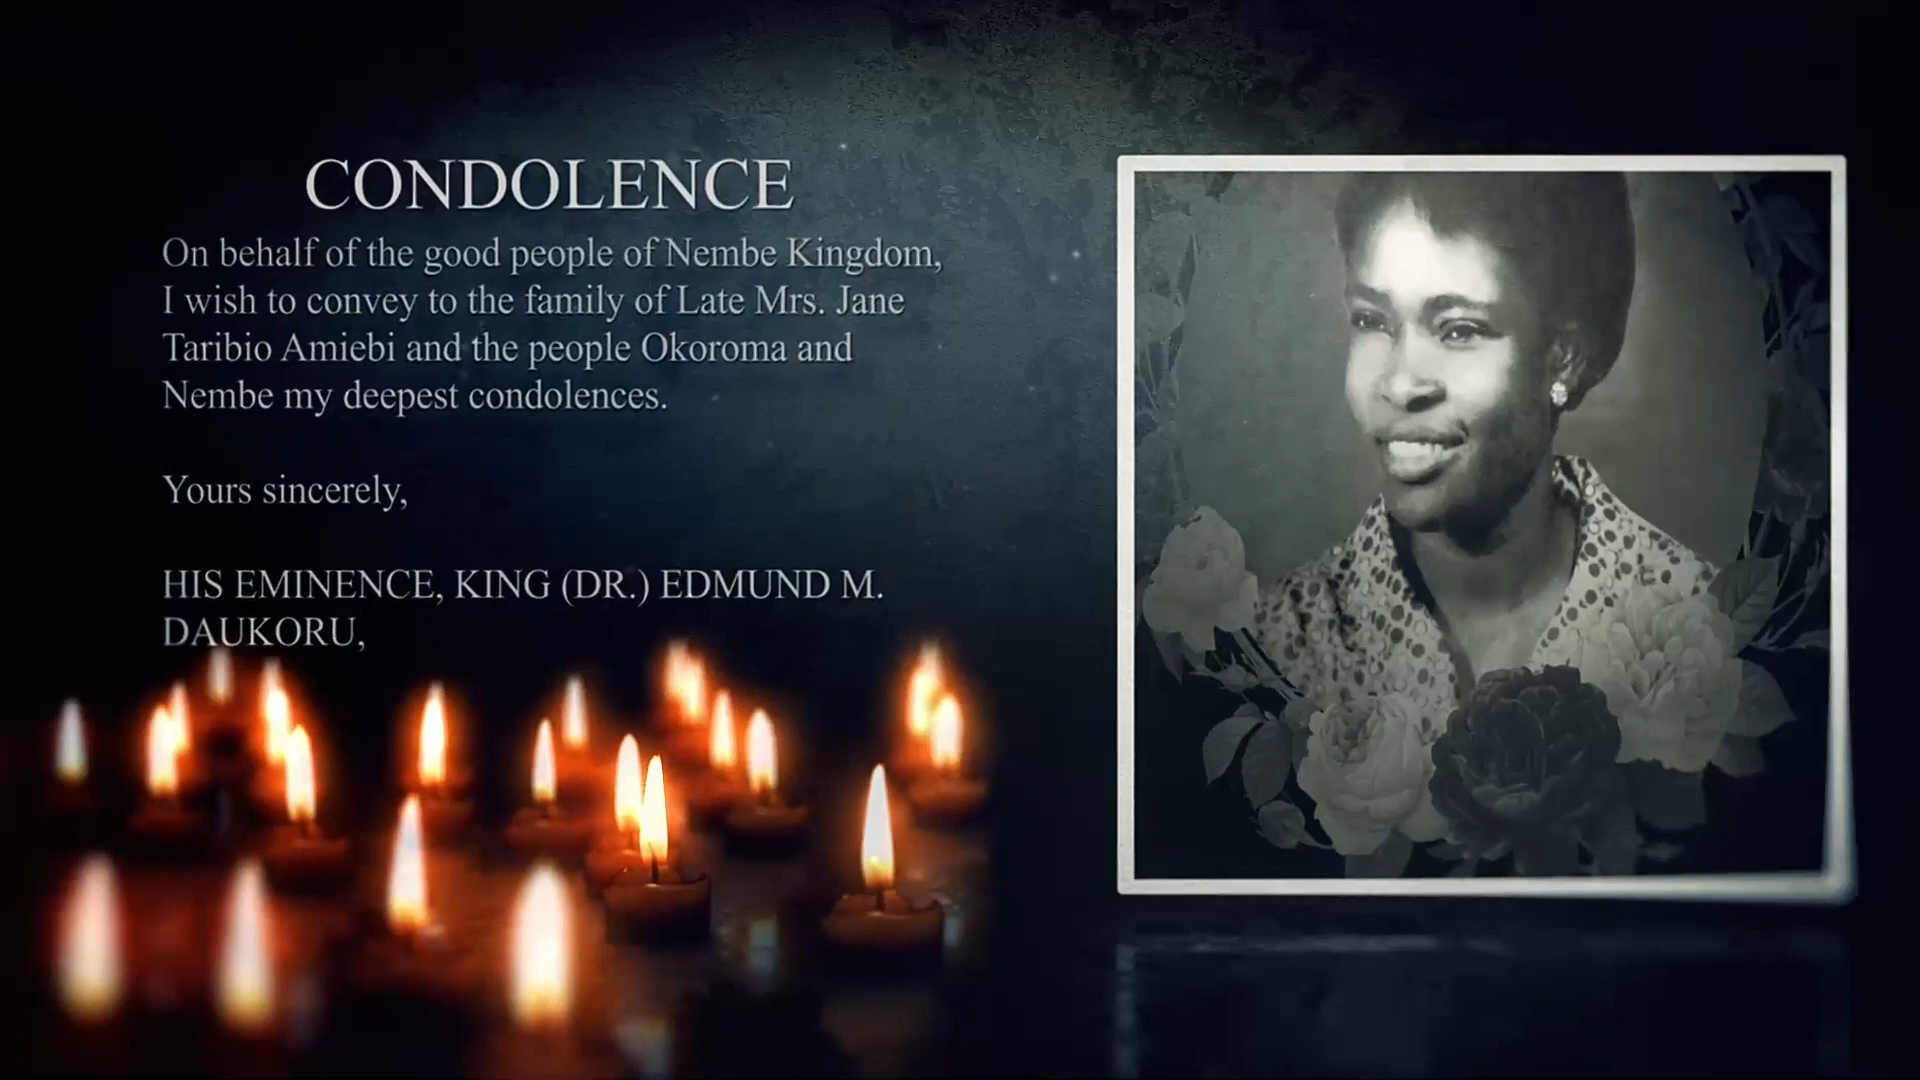 CONDOLENCE
On behalf of the good people of Nembe Kingdom,
I wish to convey to the family of Late Mrs. Jane
Taribio Amiebi and the people Okoroma and
Nembe my deepest condolences.
Yours sincerely,
HIS EMINENCE, KING (DR.) EDMUND M.
DAUKORU,